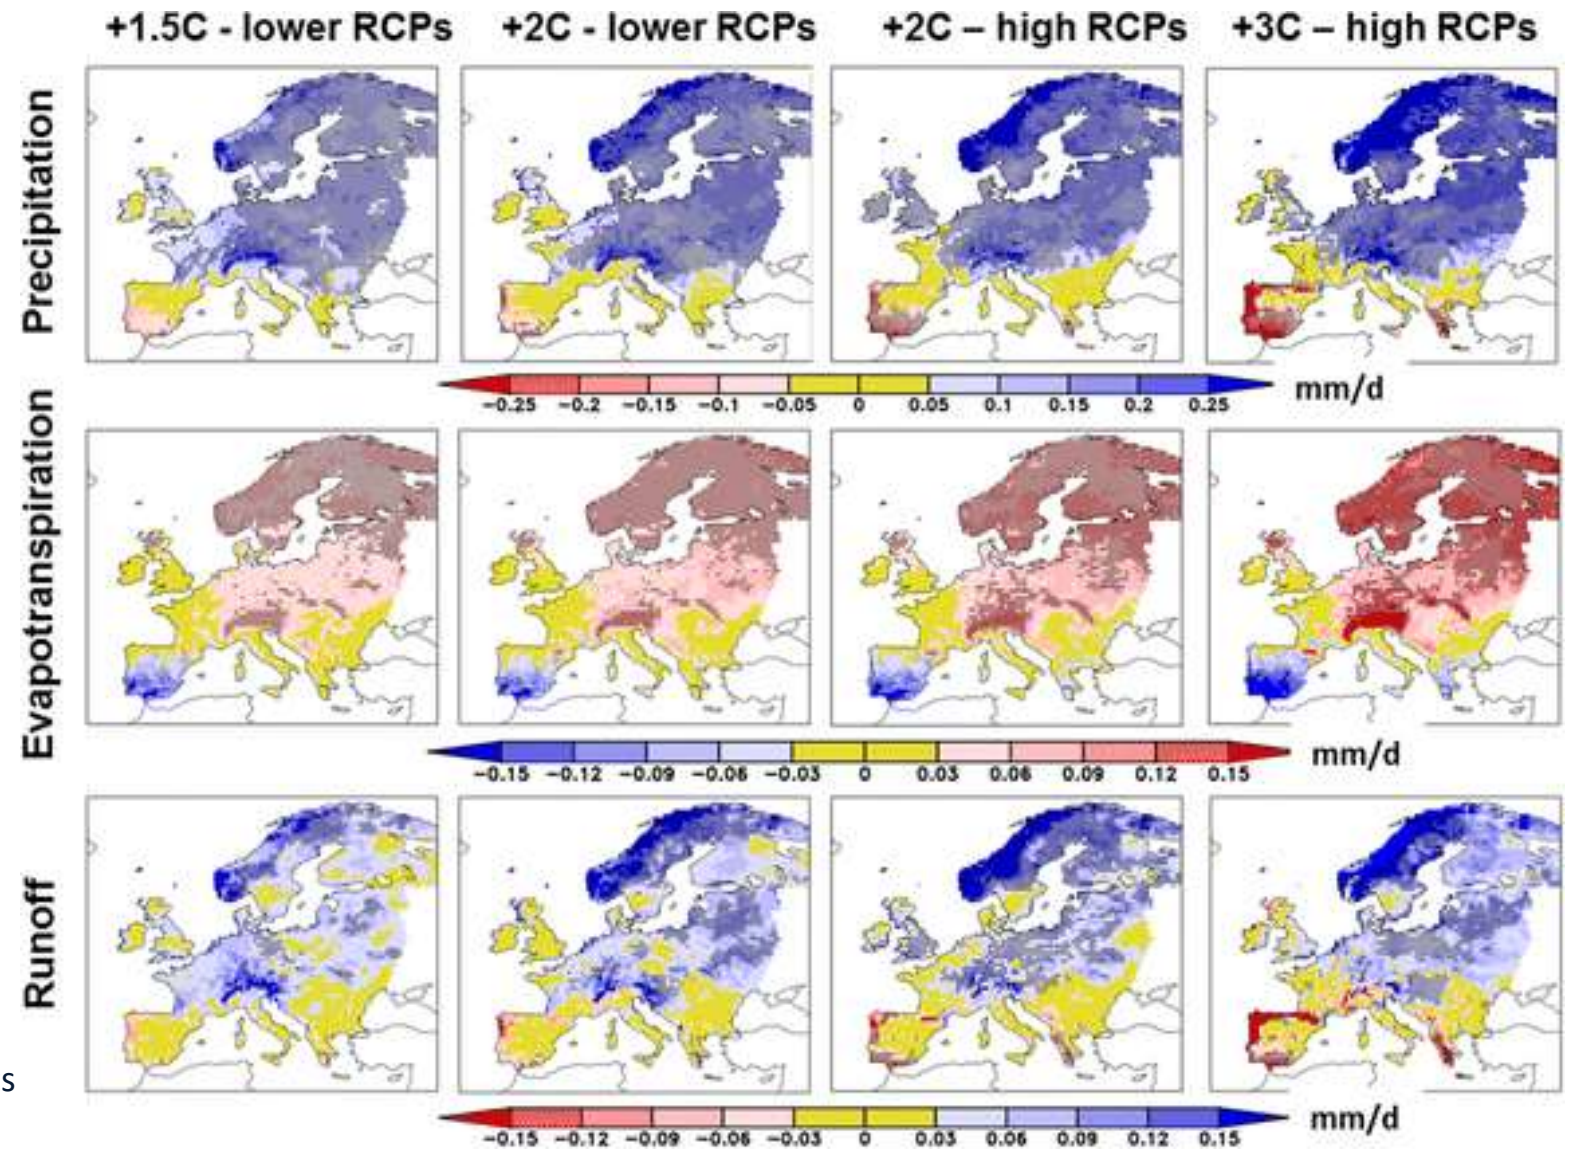 +1.5C - lower RCPs +2C - lower RCPs +2C – high RCPs +3C – high RCPs
Precipitation
−0.25 −0.2 −0.15 −0.1 −0.05 0 0.05 0.1 0.15 0.2 0.25 mm/d
Evapotranspiration
−0.15 −0.12 −0.09 −0.06 −0.03 0 0.03 0.06 0.09 0.12 0.15 mm/d
Runoff
s
−0.15 −0.12 −0.09 −0.06 −0.03 0 0.03 0.06 0.09 0.12 0.15 mm/d